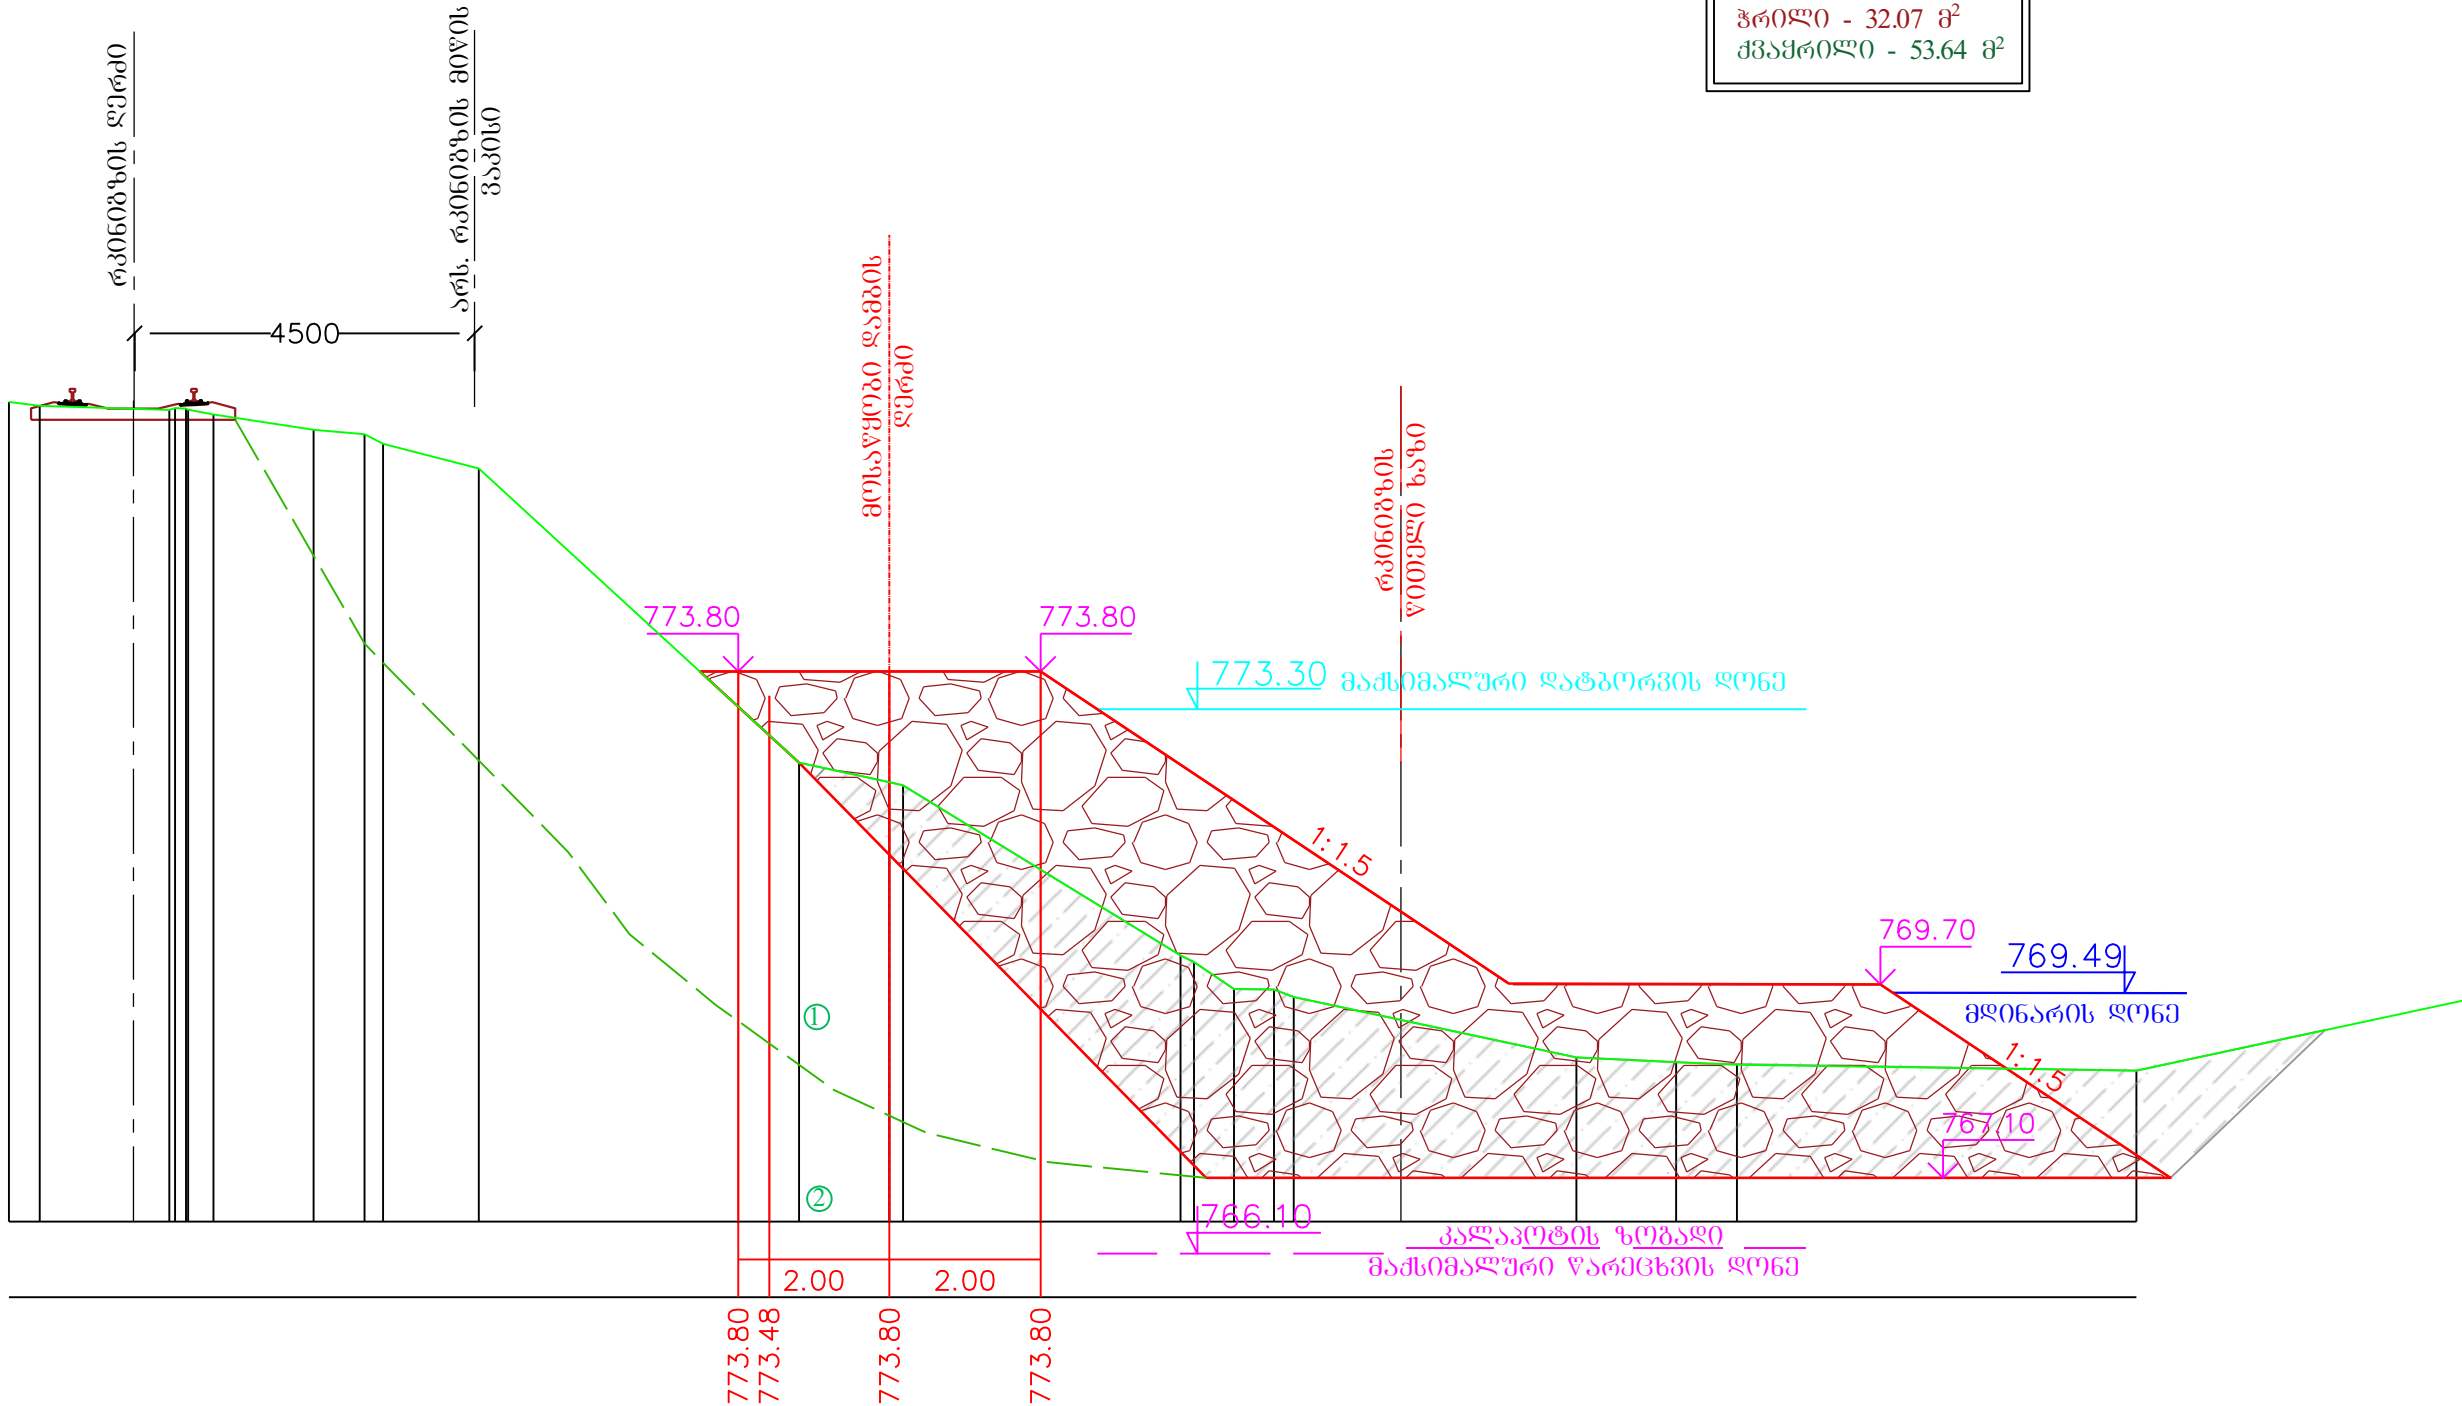 ჭრილი - 32.07 მ²
ქვაყრილი - 53.64 მ²
რკინიგზის ღერძი
არს. რკინიგზის მიწის
ვაკისი
4500
მოსაწყობი დამბის
ღერძი
რკინიგზის
წითელი ხაზი
773.80
773.80
773.30 მაქსიმალური დატბორვის დონე
1:1.5
769.70
769.49
მდინარის დონე
1:1.5
767.10
1
2
766.10
კალაპოტის ზოგადი
მაქსიმალური წარეცხვის დონე
2.00
2.00
773.80
773.48
773.80
773.80